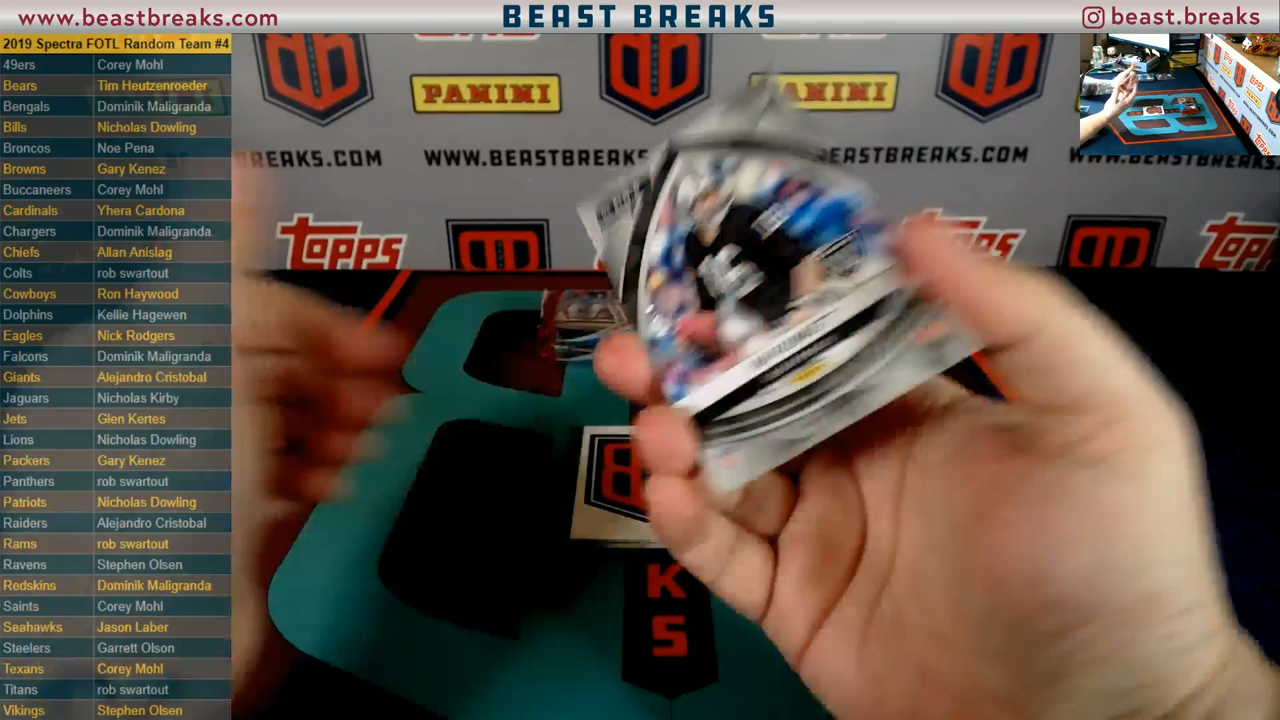 www.beastbreaks.com
BEAST BREAKS
beast.breaks
2019 Spectra FOTL Random Team #4
49ers Corey Mohl
Bears Tim Heutzenroeder
Bengals Dominik Maligranda
Bills Nicholas Dowling
Broncos Noe Pena
Browns Gary Kenez
Buccaneers Corey Mohl
Cardinals Yhera Cardona
Chargers Dominik Maligranda
Chiefs Allan Anislag
Colts rob swartout
Cowboys Ron Haywood
Dolphins Kellie Hagewen
Eagles Nick Rodgers
Falcons Dominik Maligranda
Giants Alejandro Cristobal
Jaguars Nicholas Kirby
Jets Glen Kertes
Lions Nicholas Dowling
Packers Gary Kenez
Panthers rob swartout
Patriots Nicholas Dowling
Raiders Alejandro Cristobal
Rams rob swartout
Ravens Stephen Olsen
Redskins Dominik Maligranda
Saints Corey Mohl
Seahawks Jason Laber
Steelers Garrett Olson
Texans Corey Mohl
Titans rob swartout
Vikings Stephen Olsen
PANINI
PANINI
REAKS.COM
WWW.BEASTBREAKS
EASTBREAKS.COM
WWW.BEASTBREA
topps
topps
topps
K
S